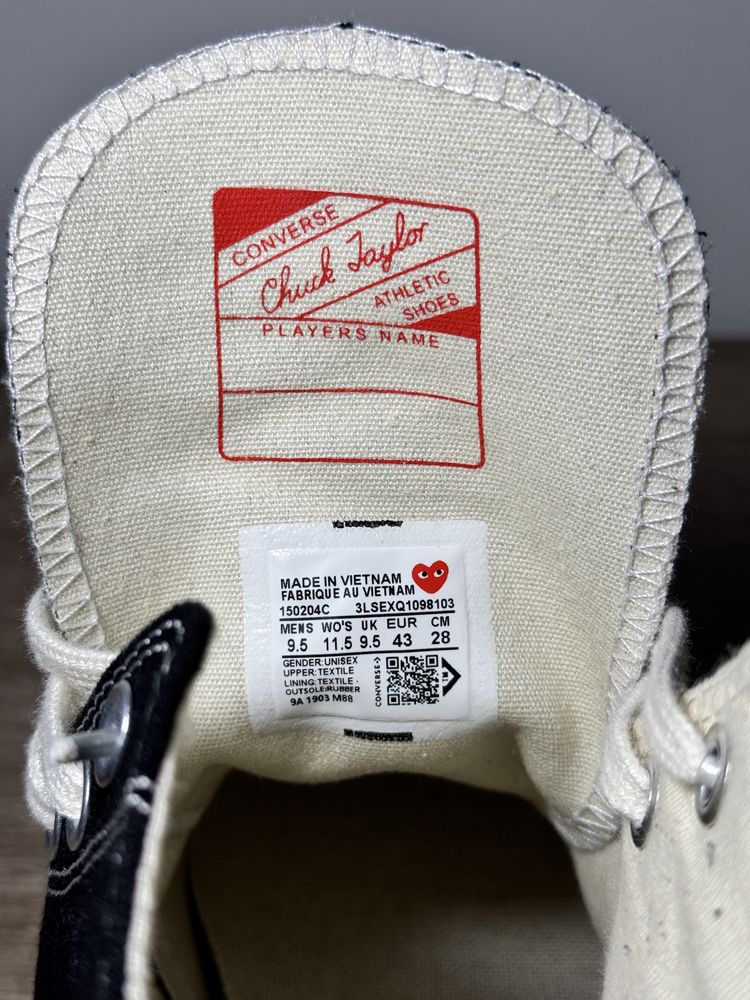 CONVERSE
Chuck Taylor
ATHLETIC
SHOES
PLAYERS NAME
MADE IN VIETNAM
FABRIQUE AU VIETNAM
150204C 3LSEXQ1098103
MENS WO'S UK EUR CM
9.5 11.5 9.5 43 28
GENDER:UNISEX
UPPER:TEXTILE
LINING:TEXTILE
OUTSOLE:RUBBER
9A 1903 M88
CONVERSE>